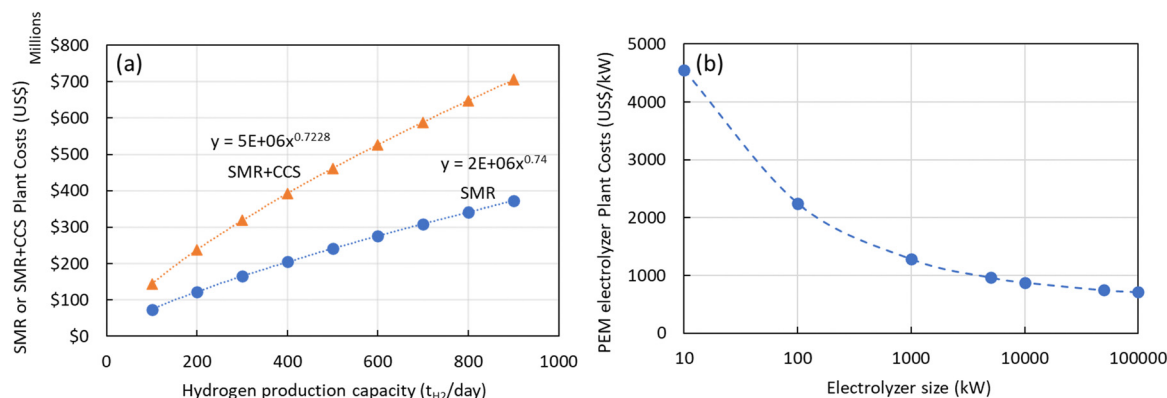 Millions
SMR or SMR+CCS Plant Costs (US$)
$800
$700
$600
$500
$400
$300
$200
$100
$0
(a)
y = 5E+06x^0.7228
SMR+CCS
y = 2E+06x^0.74
SMR
0
200
400
600
800
1000
Hydrogen production capacity (t_H2/day)
PEM electrolyzer Plant Costs (US$/kW)
5000
4000
3000
2000
1000
0
(b)
10
100
1000
10000
100000
Electrolyzer size (kW)